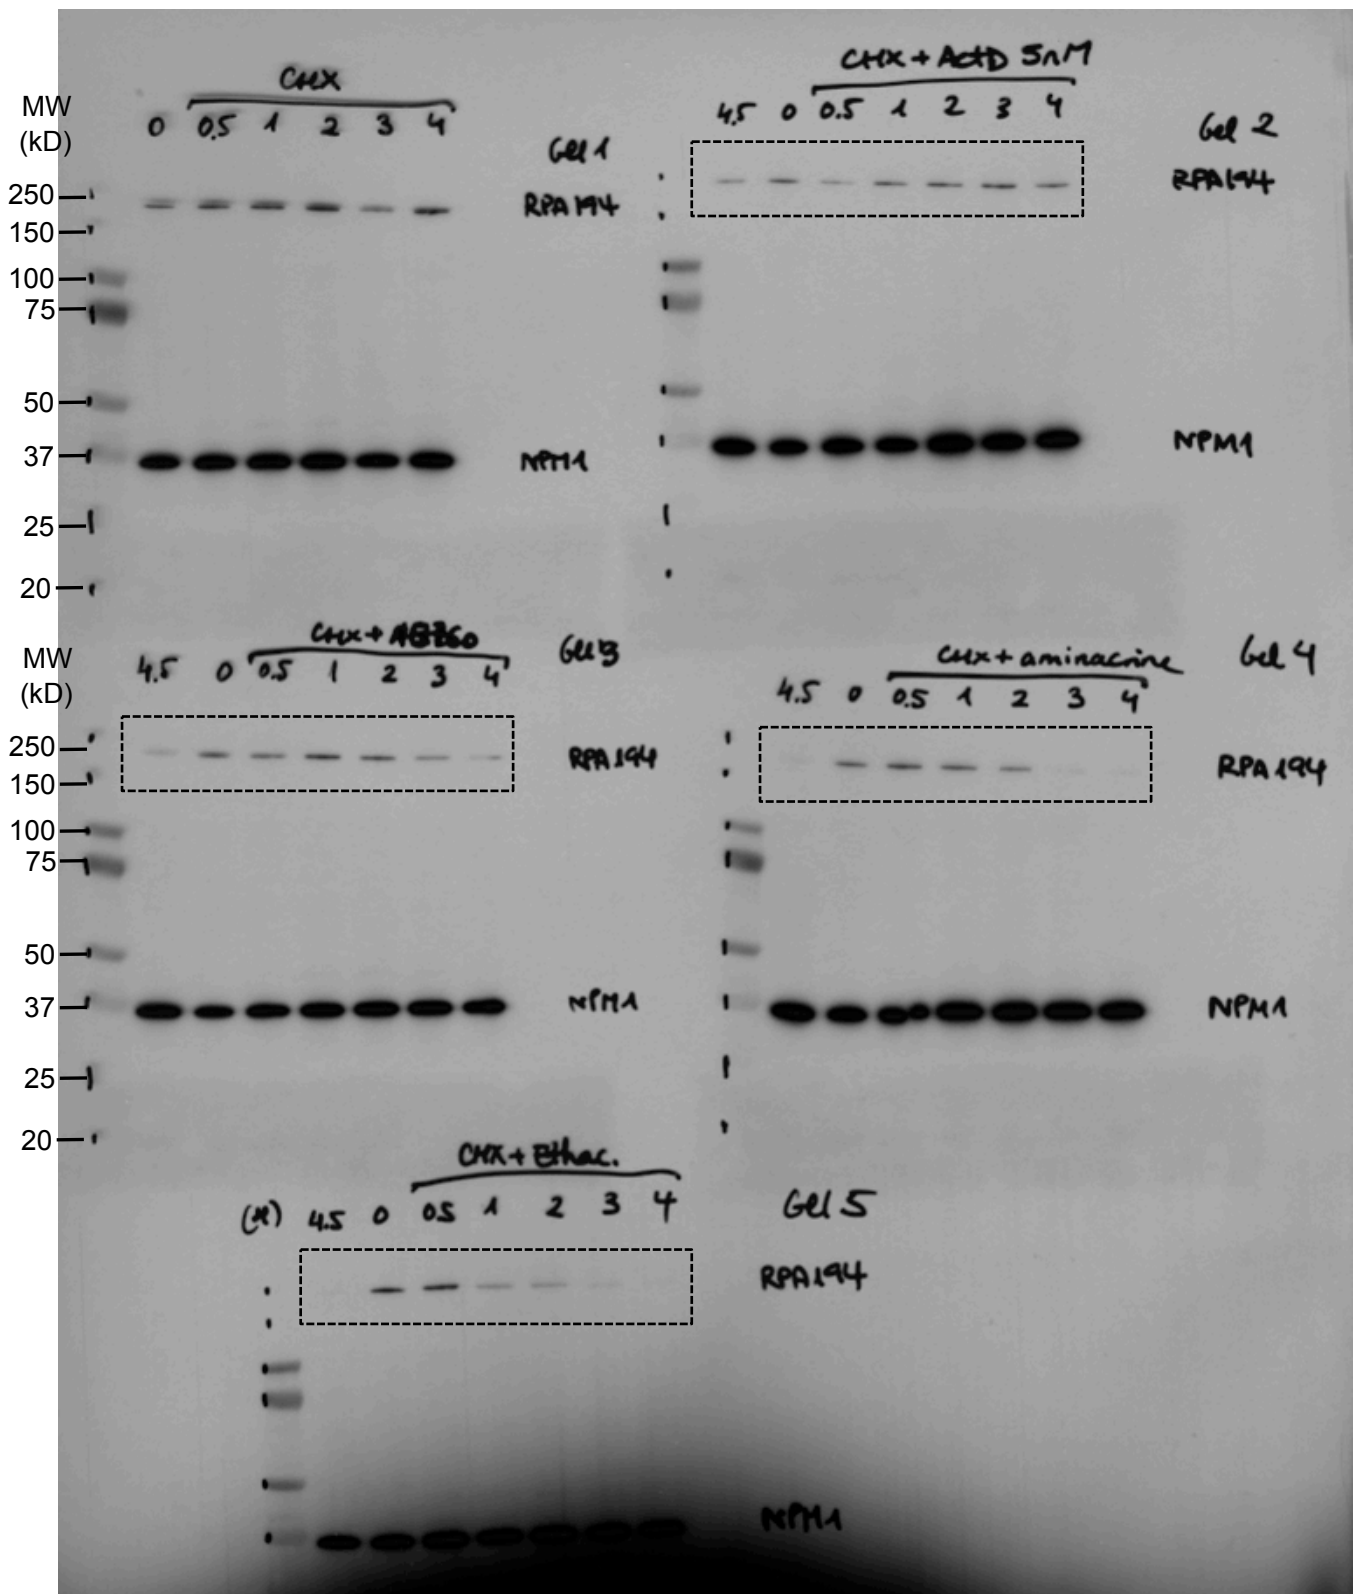 CHX
MW
(kD)
0 0.5 1 2 3 4
Gel 1
250
RPA194
150
100
75
50
37
NPM1
25
20
CHX + ActD 5nM
4.5 0 0.5 1 2 3 4
Gel 2
RPA194
NPM1
CHX +
MW
(kD)
4.5 0 0.5 1 2 3 4
Gel 3
250
RPA194
150
100
75
50
37
NPM1
25
20
CHX + aminacrine
Gel 4
4.5 0 0.5 1 2 3 4
RPA194
NPM1
CHX + Ethac.
4.5 0 0.5 1 2 3 4
Gel 5
RPA194
NPM1